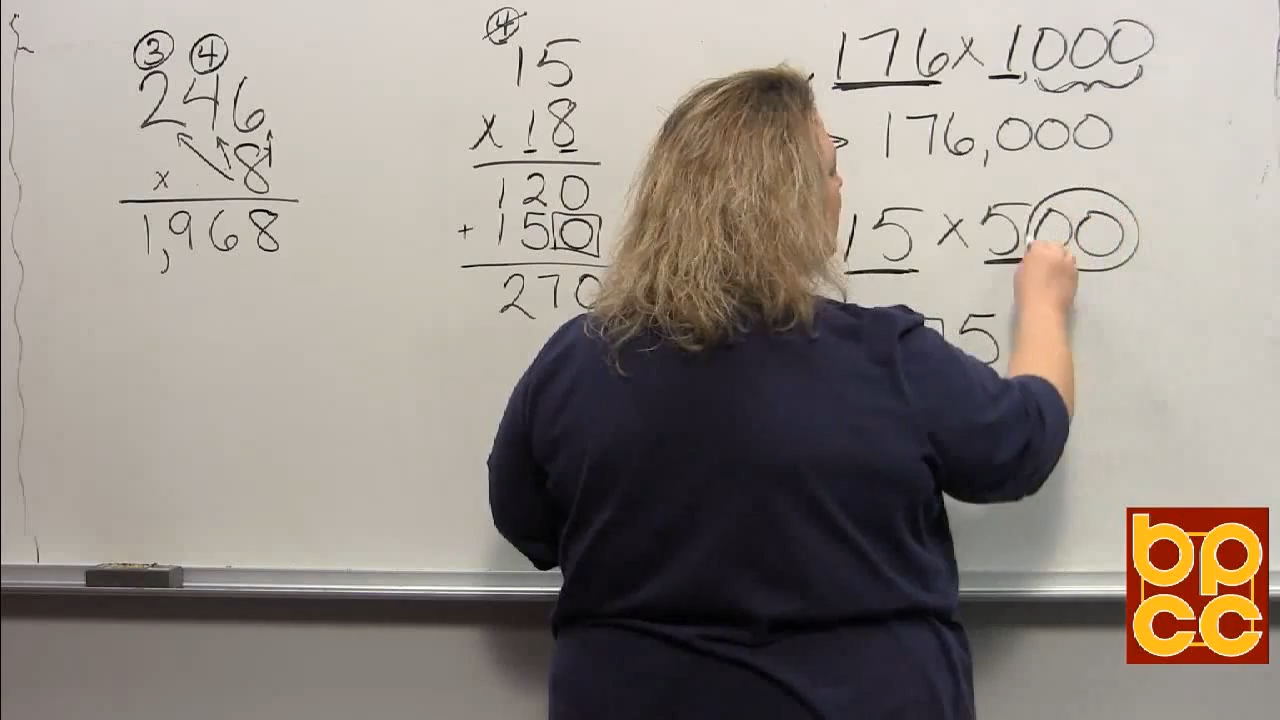 ③ ④
246
x 8
1,968
④
15
x 18
120
+ 150
270
176 x 1,000
176,000
15 x 500
75
bp
cc